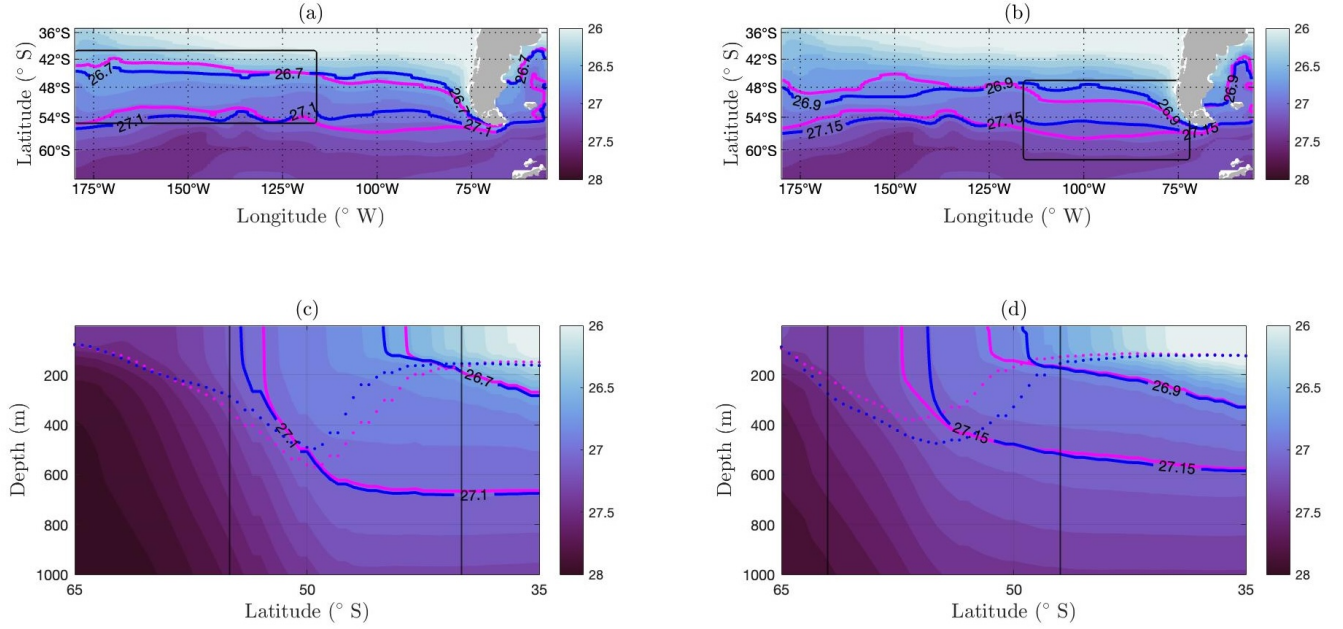 (a)
36°S
42°S
48°S
54°S
60°S
Latitude (° S)
175°W
150°W
125°W
100°W
75°W
Longitude (° W)
26.7
26.7
26.7
26.7
27.1
27.1
27.1
26
26.5
27
27.5
28
(b)
36°S
42°S
48°S
54°S
60°S
Latitude (° S)
175°W
150°W
125°W
100°W
75°W
Longitude (° W)
26.9
26.9
26.9
26.9
27.15
27.15
27.15
26
26.5
27
27.5
28
(c)
200
400
600
800
1000
Depth (m)
65
50
35
Latitude (° S)
26.7
27.1
27.1
26
26.5
27
27.5
28
(d)
200
400
600
800
1000
Depth (m)
65
50
35
Latitude (° S)
26.9
27.15
27.15
26
26.5
27
27.5
28